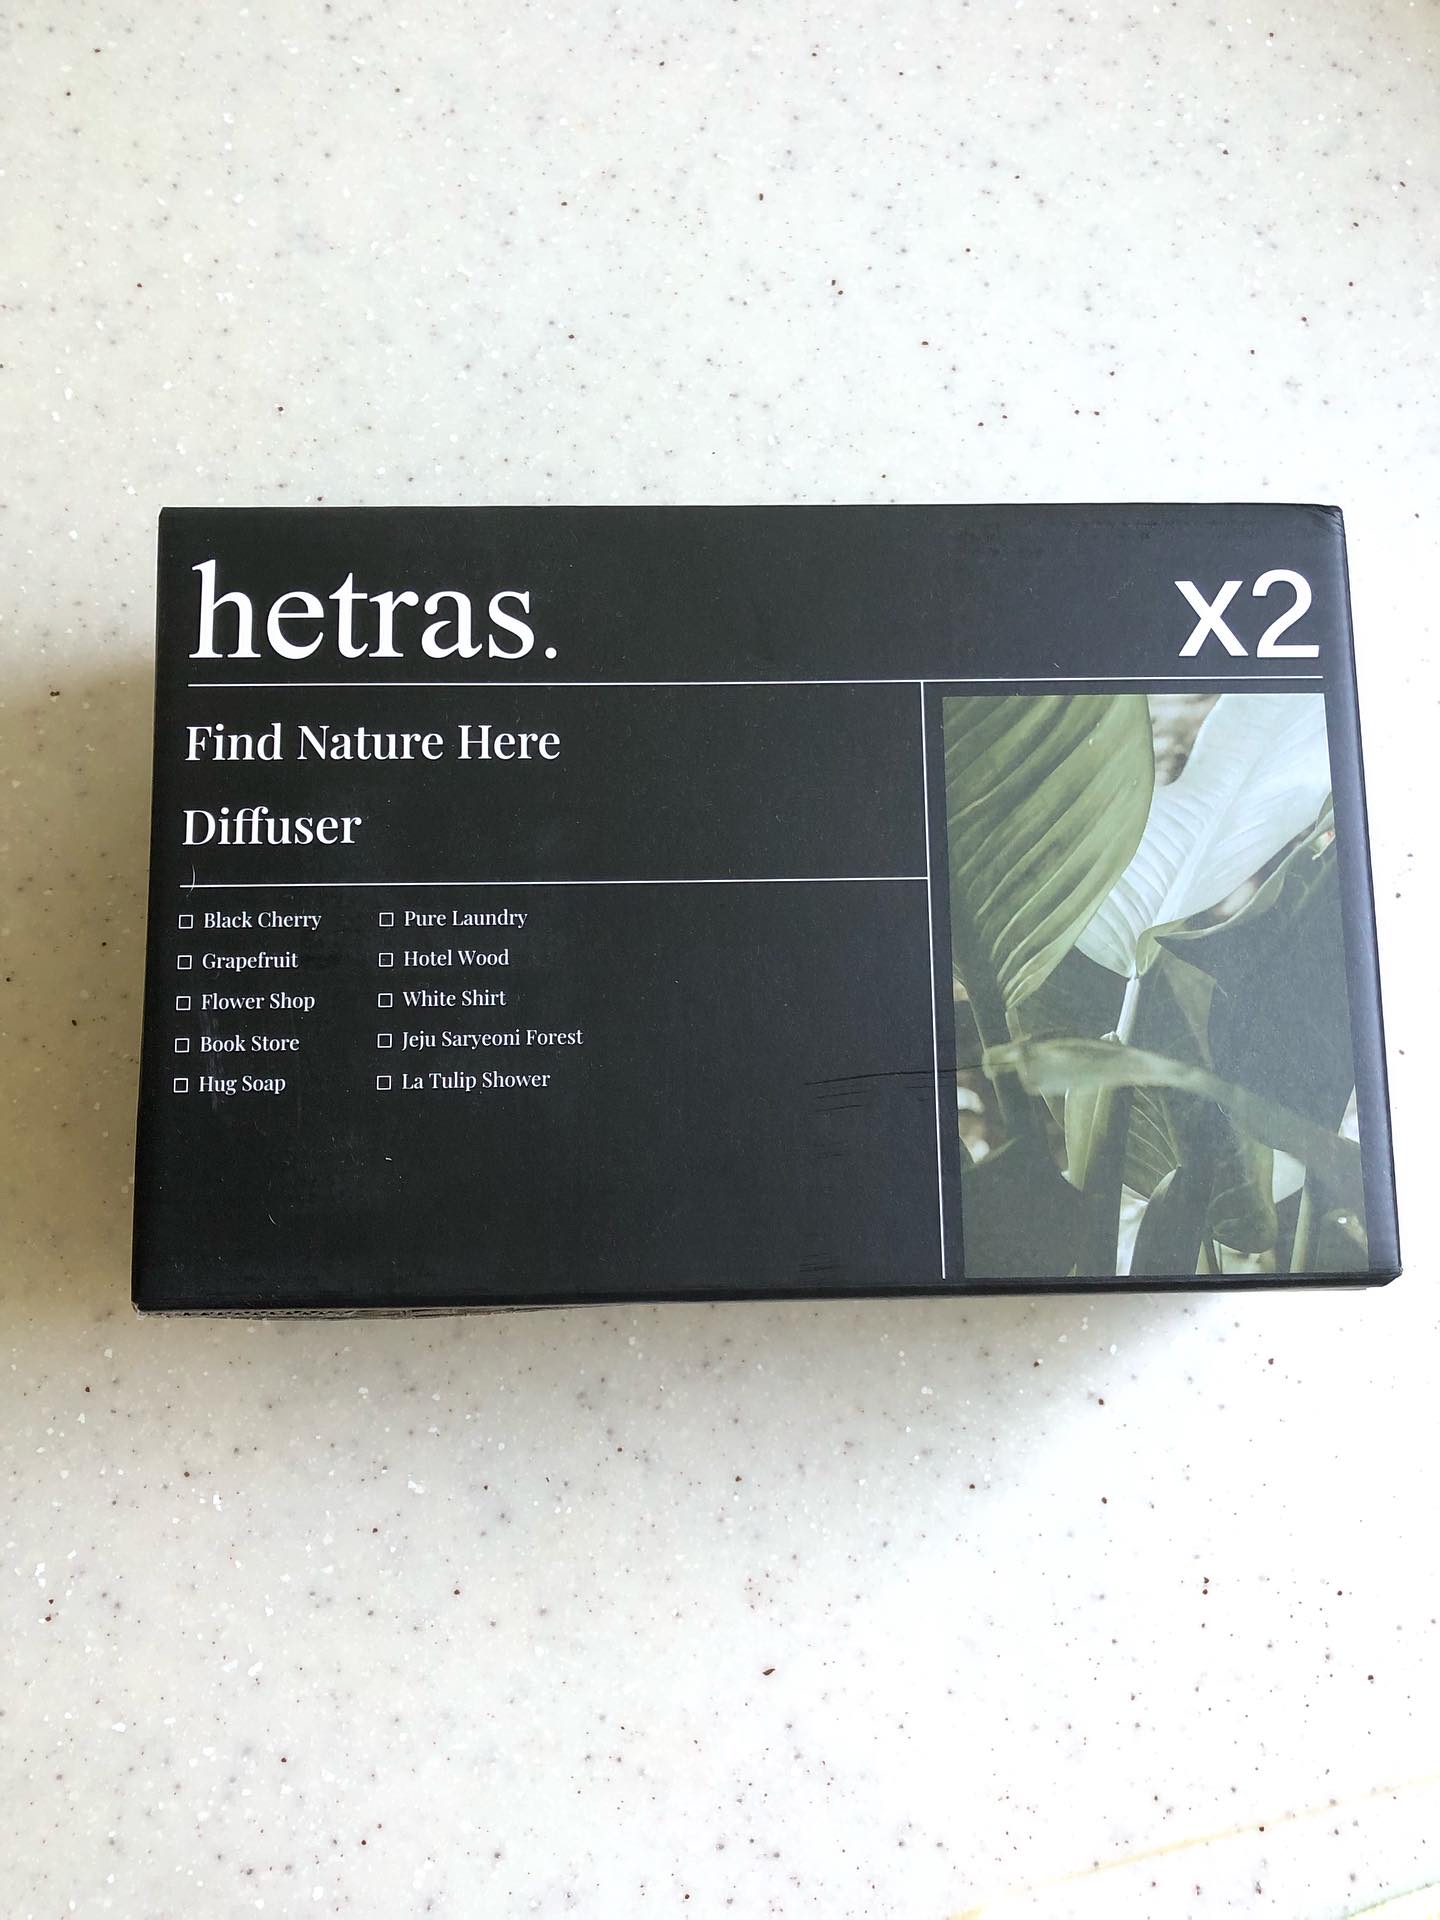 hetras.
x2
Find Nature Here
Diffuser
☐ Black Cherry
☐ Grapefruit
☐ Flower Shop
☐ Book Store
☐ Hug Soap
☐ Pure Laundry
☐ Hotel Wood
☐ White Shirt
☐ Jeju Saryeoni Forest
☐ La Tulip Shower